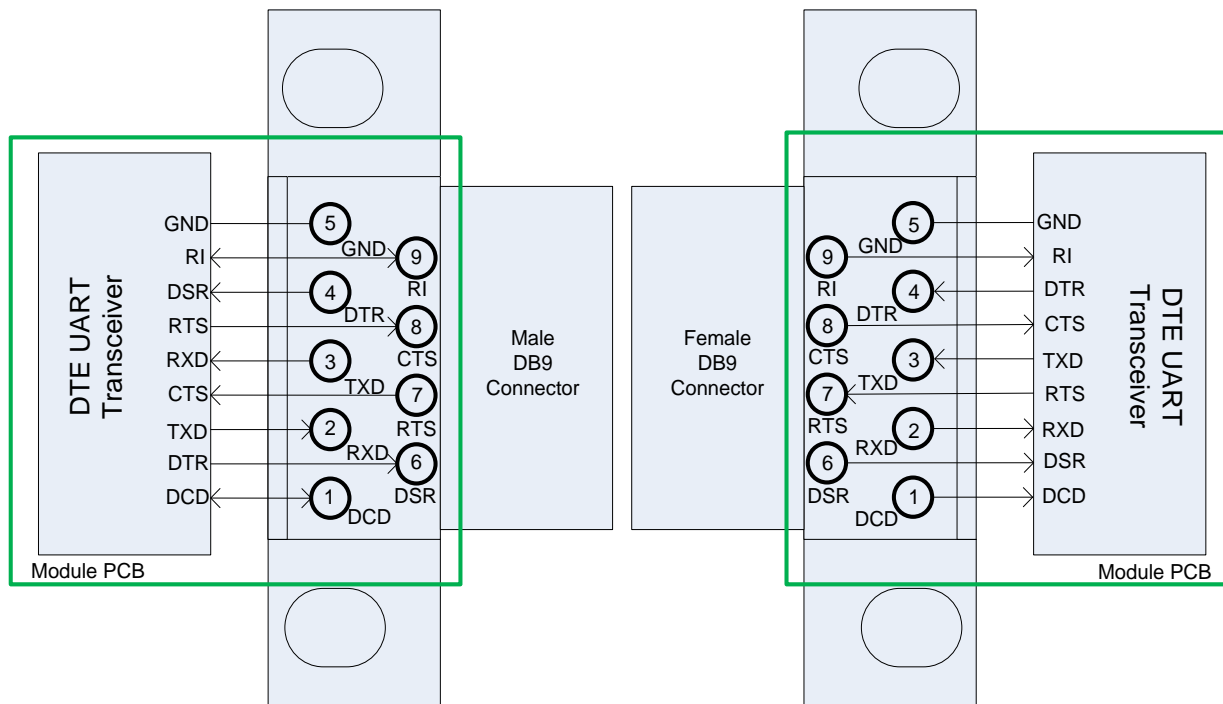 DTE UART
Transceiver
GND
RI
DSR
RTS
RXD
CTS
TXD
DTR
DCD
Module PCB
5
GND
9
RI
4
DTR
8
CTS
3
TXD
7
RTS
2
RXD
6
DSR
1
DCD
Male
DB9
Connector
Female
DB9
Connector
5
GND
9
RI
4
DTR
8
CTS
3
TXD
7
RTS
2
RXD
6
DSR
1
DCD
GND
RI
DTR
CTS
TXD
RTS
RXD
DSR
DCD
DTE UART
Transceiver
Module PCB